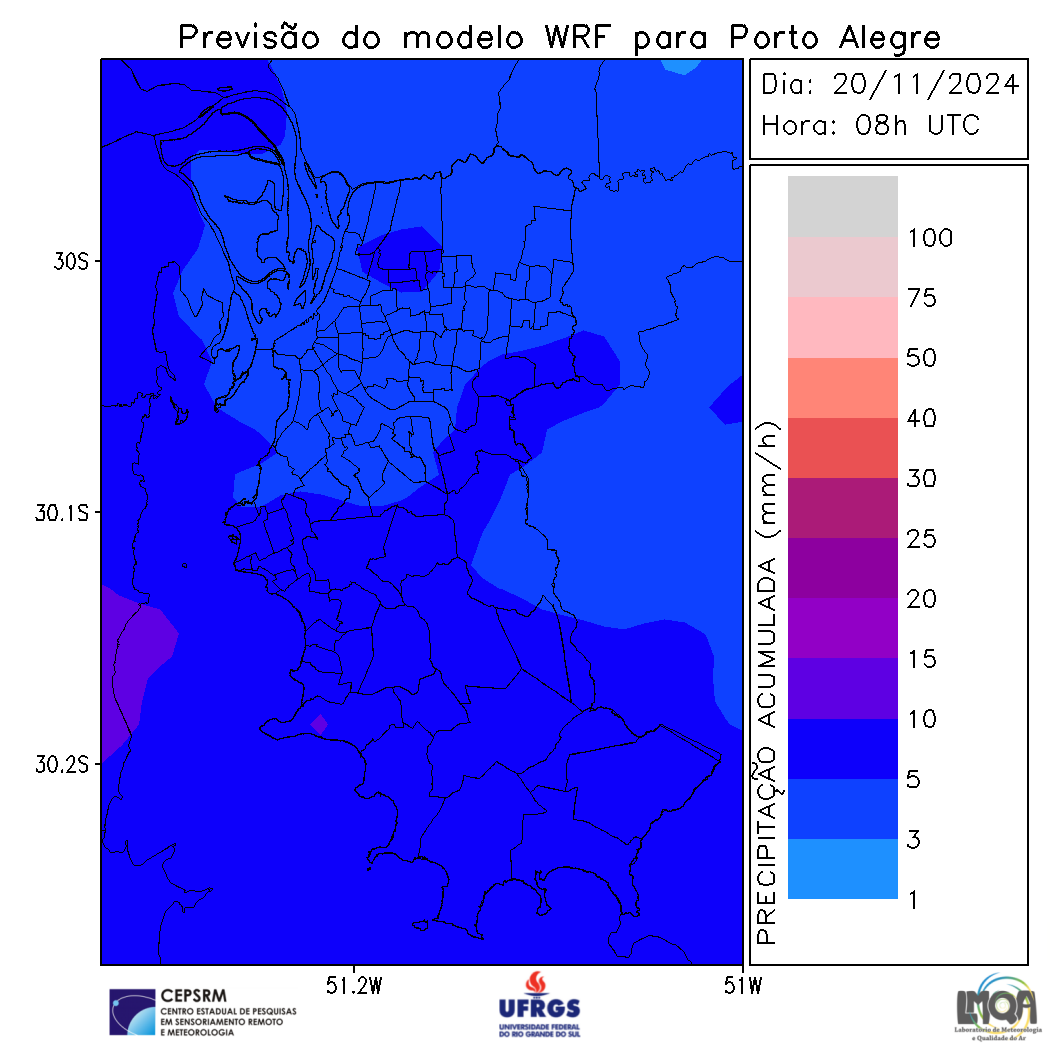 Previsão do modelo WRF para Porto Alegre
Dia: 20/11/2024
Hora: 08h UTC
100
75
50
40
30
25
20
15
10
5
3
1
PRECIPITAÇÃO ACUMULADA (mm/h)
30S
30.1S
30.2S
51.2W
51W
CEPSRM
CENTRO ESTADUAL DE PESQUISAS
EM SENSORIAMENTO REMOTO
E METEOROLOGIA
UFRGS
UNIVERSIDADE FEDERAL
DO RIO GRANDE DO SUL
LMQA
Laboratório de Meteorologia
e Qualidade do Ar